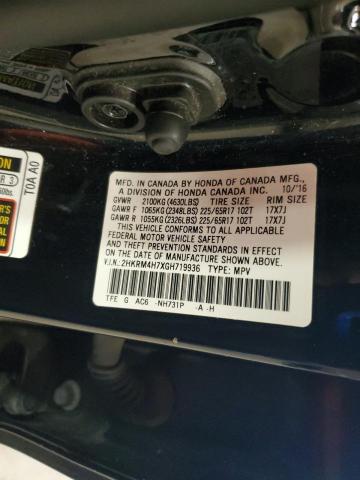 MFD. IN CANADA BY HONDA OF CANADA MFG.,
A DIVISION OF HONDA CANADA INC. 10/'16
GVWR 2100KG (4630LBS) TIRE SIZE RIM SIZE
GAWR F 1065KG (2348LBS) 225/65R17 102T 17X7J
GAWR R 1055KG (2326LBS) 225/65R17 102T 17X7J
THIS VEHICLE CONFORMS TO ALL APPLICABLE
FEDERAL MOTOR VEHICLE SAFETY
AND THEFT PREVENTION STANDARDS IN EFFECT
ON THE DATE OF MANUFACTURE SHOWN ABOVE.
V.I.N.:2HKRM4H7XGH719936 TYPE: MPV
TFE G AC6 -NH731P -A -H
TOA A0